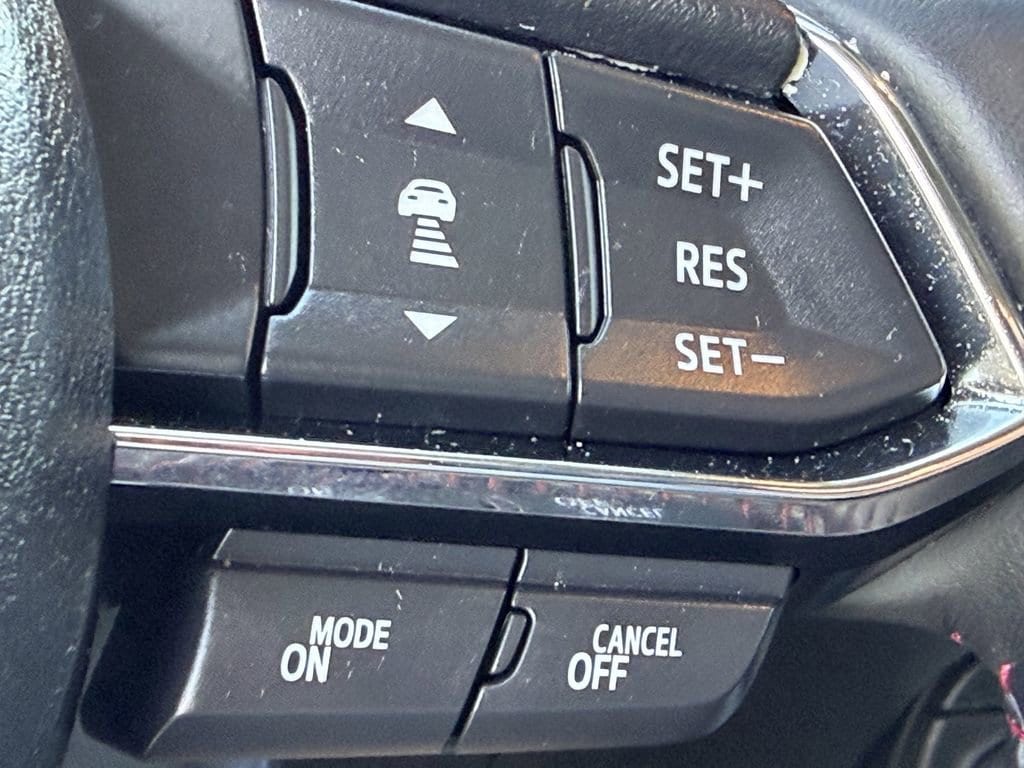 SET+
RES
SET−
MODE
ON
CANCEL
OFF